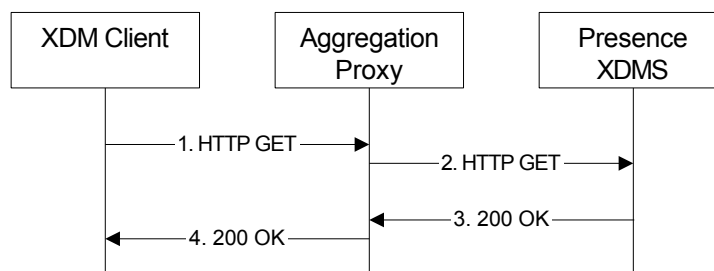 XDM Client
Aggregation
Proxy
Presence
XDMS
1. HTTP GET
2. HTTP GET
3. 200 OK
4. 200 OK